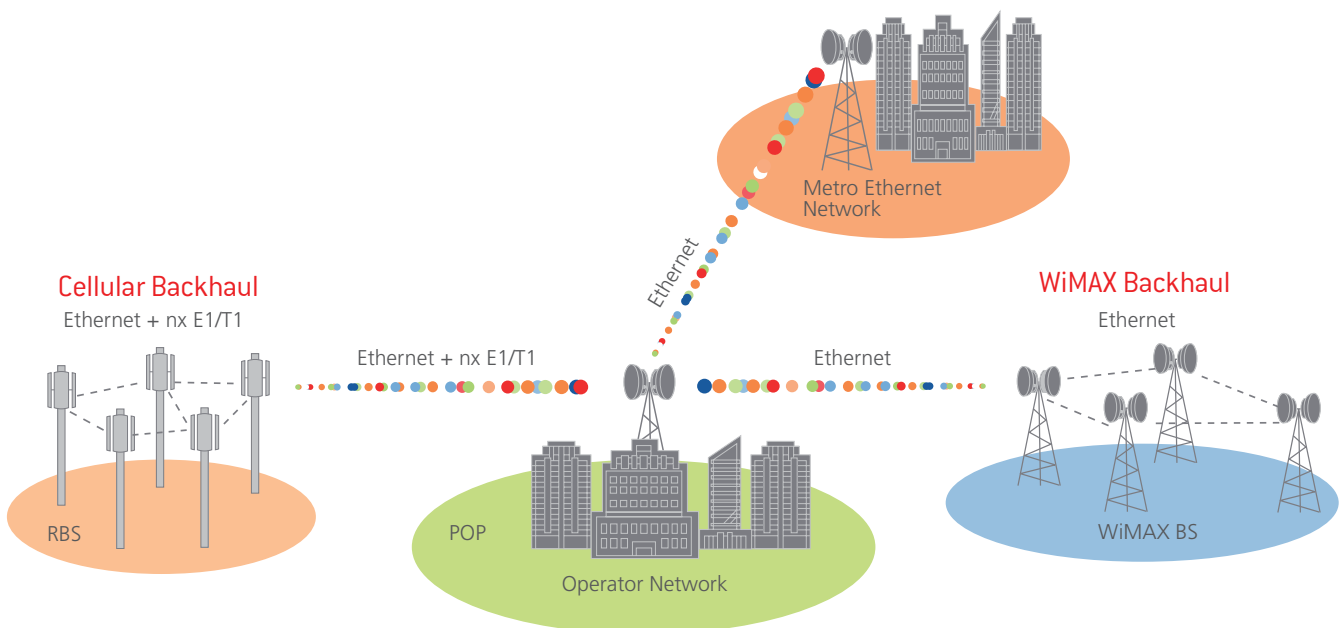 Metro Ethernet
Network
Ethernet
Cellular Backhaul
Ethernet + nx E1/T1
WiMAX Backhaul
Ethernet
Ethernet + nx E1/T1
Ethernet
RBS
POP
Operator Network
WiMAX BS